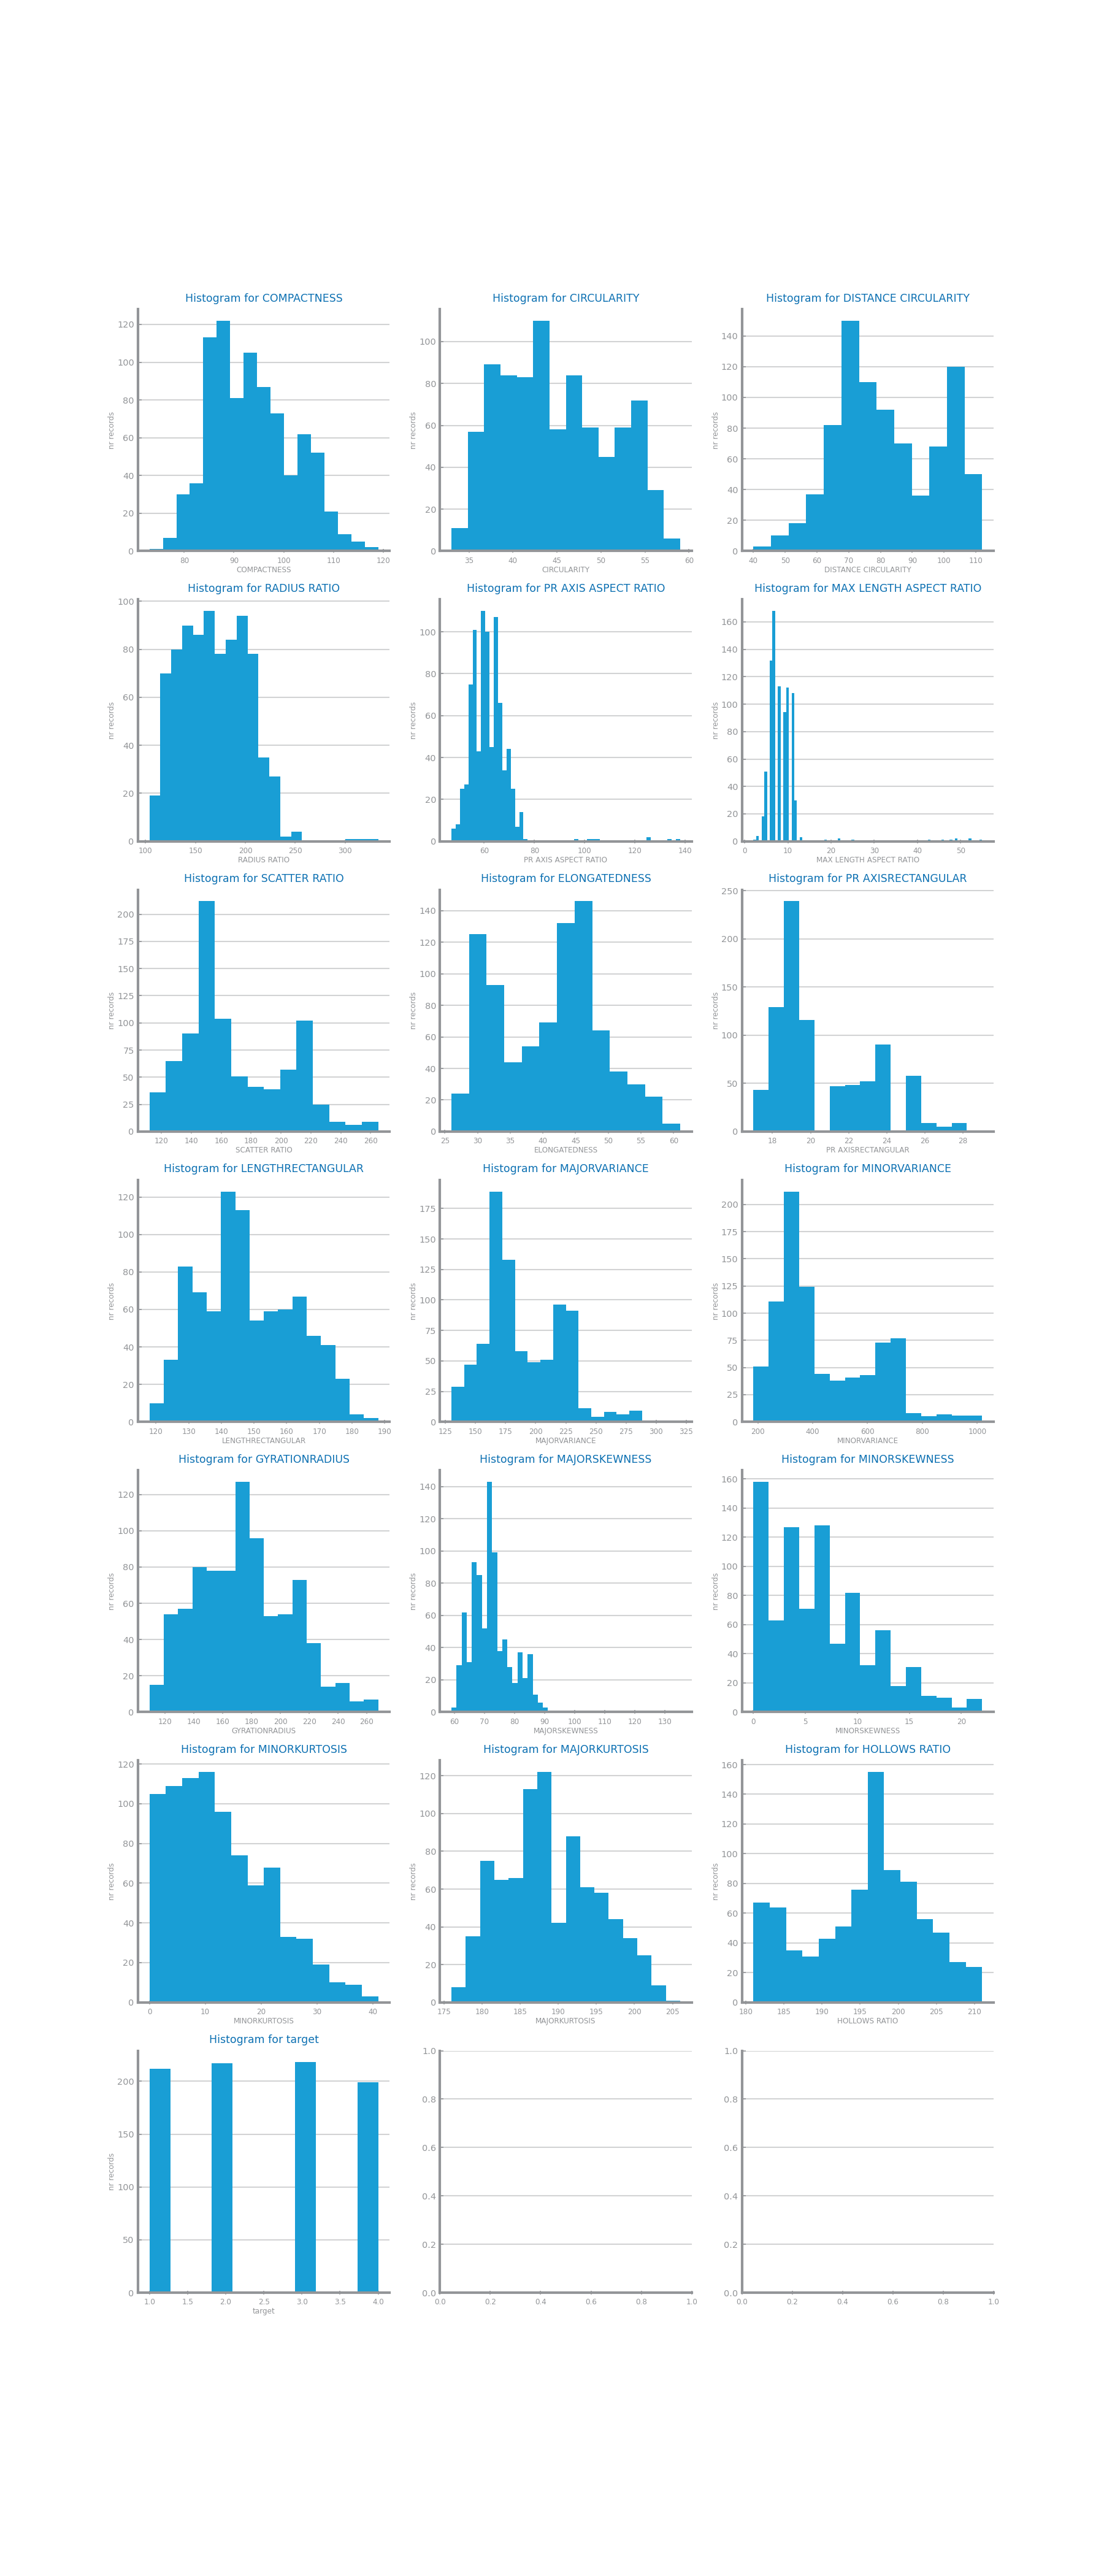 Histogram for COMPACTNESS
nr records
0
20
40
60
80
100
120
80 90 100 110 120
COMPACTNESS
Histogram for CIRCULARITY
nr records
0
20
40
60
80
100
35 40 45 50 55 60
CIRCULARITY
Histogram for DISTANCE CIRCULARITY
nr records
0
20
40
60
80
100
120
140
40 50 60 70 80 90 100 110
DISTANCE CIRCULARITY
Histogram for RADIUS RATIO
nr records
0
20
40
60
80
100
100 150 200 250 300
RADIUS RATIO
Histogram for PR AXIS ASPECT RATIO
nr records
0
20
40
60
80
100
60 80 100 120 140
PR AXIS ASPECT RATIO
Histogram for MAX LENGTH ASPECT RATIO
nr records
0
20
40
60
80
100
120
140
160
0 10 20 30 40 50
MAX LENGTH ASPECT RATIO
Histogram for SCATTER RATIO
nr records
0
25
50
75
100
125
150
175
200
120 140 160 180 200 220 240 260
SCATTER RATIO
Histogram for ELONGATEDNESS
nr records
0
20
40
60
80
100
120
140
25 30 35 40 45 50 55 60
ELONGATEDNESS
Histogram for PR AXISRECTANGULAR
nr records
0
50
100
150
200
250
18 20 22 24 26 28
PR AXISRECTANGULAR
Histogram for LENGTHRECTANGULAR
nr records
0
20
40
60
80
100
120
120 130 140 150 160 170 180 190
LENGTHRECTANGULAR
Histogram for MAJORVARIANCE
nr records
0
25
50
75
100
125
150
175
125 150 175 200 225 250 275 300 325
MAJORVARIANCE
Histogram for MINORVARIANCE
nr records
0
25
50
75
100
125
150
175
200
200 400 600 800 1000
MINORVARIANCE
Histogram for GYRATIONRADIUS
nr records
0
20
40
60
80
100
120
120 140 160 180 200 220 240 260
GYRATIONRADIUS
Histogram for MAJORSKEWNESS
nr records
0
20
40
60
80
100
120
140
60 70 80 90 100 110 120 130
MAJORSKEWNESS
Histogram for MINORSKEWNESS
nr records
0
20
40
60
80
100
120
140
160
0 5 10 15 20
MINORSKEWNESS
Histogram for MINORKURTOSIS
nr records
0
20
40
60
80
100
120
0 10 20 30 40
MINORKURTOSIS
Histogram for MAJORKURTOSIS
nr records
0
20
40
60
80
100
120
175 180 185 190 195 200 205
MAJORKURTOSIS
Histogram for HOLLOWS RATIO
nr records
0
20
40
60
80
100
120
140
160
180 185 190 195 200 205 210
HOLLOWS RATIO
Histogram for target
nr records
0
50
100
150
200
1.0 1.5 2.0 2.5 3.0 3.5 4.0
target
0.0
0.2
0.4
0.6
0.8
1.0
0.0 0.2 0.4 0.6 0.8 1.0
0.0
0.2
0.4
0.6
0.8
1.0
0.0 0.2 0.4 0.6 0.8 1.0